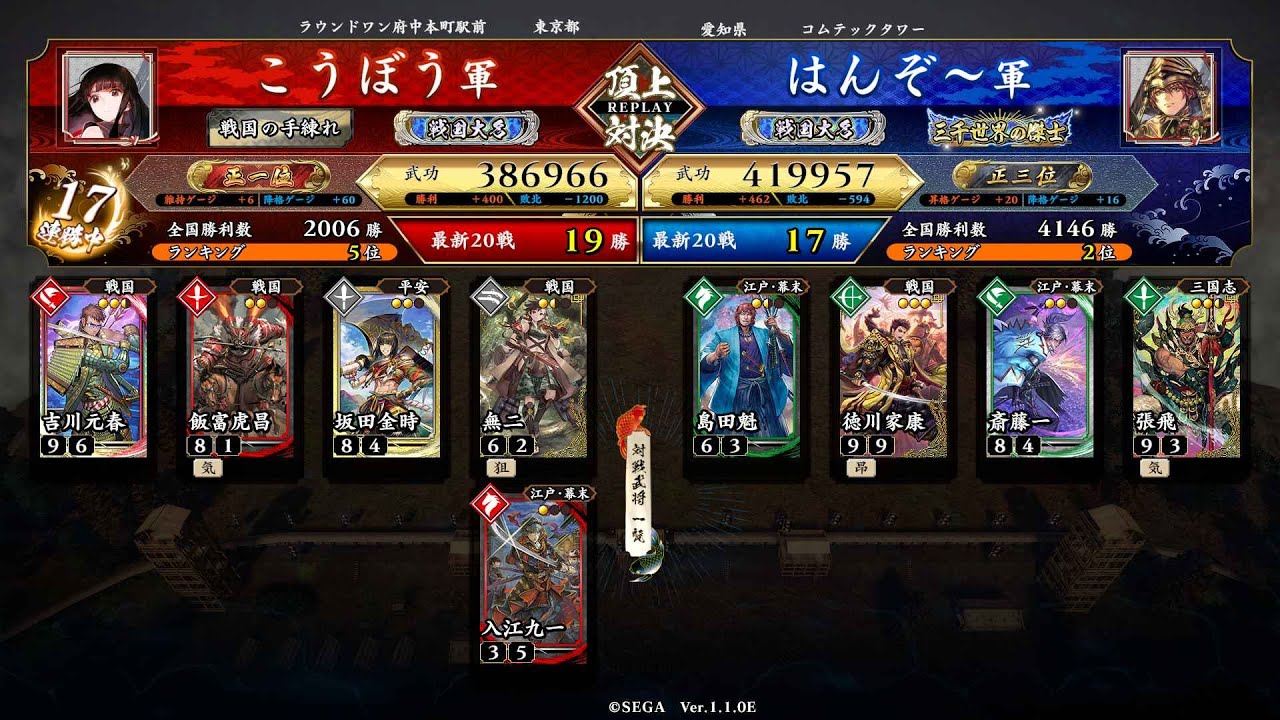 ラウンドワン府中本町駅前 東京都
愛知県 コムテックタワー
こうぼう軍
頂上
REPLAY
対決
はんぞ〜軍
戦国の手練れ
戦国大名
戦国大名
三千世界の傑士
17
連勝中
正一位
維持ゲージ +6 降格ゲージ +60
武功 386966
勝利 +400 敗北 -1200
武功 419957
勝利 +462 敗北 -594
正三位
昇格ゲージ +20 降格ゲージ +16
全国勝利数 2006勝
ランキング 5位
最新20戦 19勝
最新20戦 17勝
全国勝利数 4146勝
ランキング 2位
戦国
吉川元春
9 6
戦国
飯富虎昌
8 1
気
平安
坂田金時
8 4
戦国
無二
6 2
狙
江戸・幕末
入江九一
3 5
対戦武将一覧
江戸・幕末
島田魁
6 3
戦国
徳川家康
9 9
昂
江戸・幕末
斎藤一
8 4
三国志
張飛
9 3
気
©SEGA Ver.1.1.0E